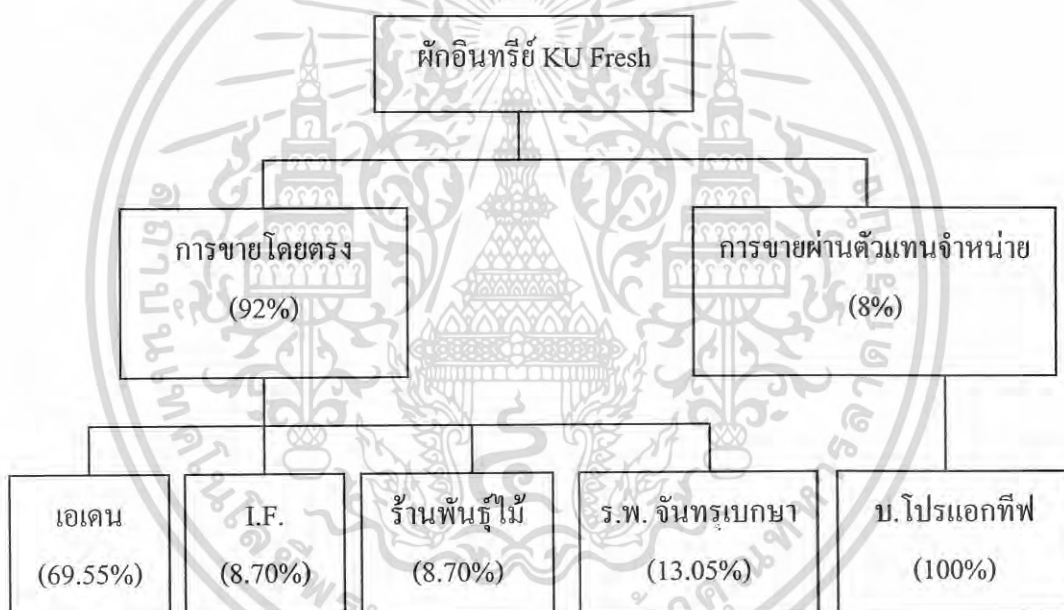 ผักอินทรีย์ KU Fresh
การขายโดยตรง
(92%)
การขายผ่านตัวแทนจำหน่าย
(8%)
เอเดน
(69.55%)
I.F.
(8.70%)
ร้านพันธุ์ไม้
(8.70%)
ร.พ. จันทรุเบกษา
(13.05%)
บ.โปรแอกทีฟ
(100%)